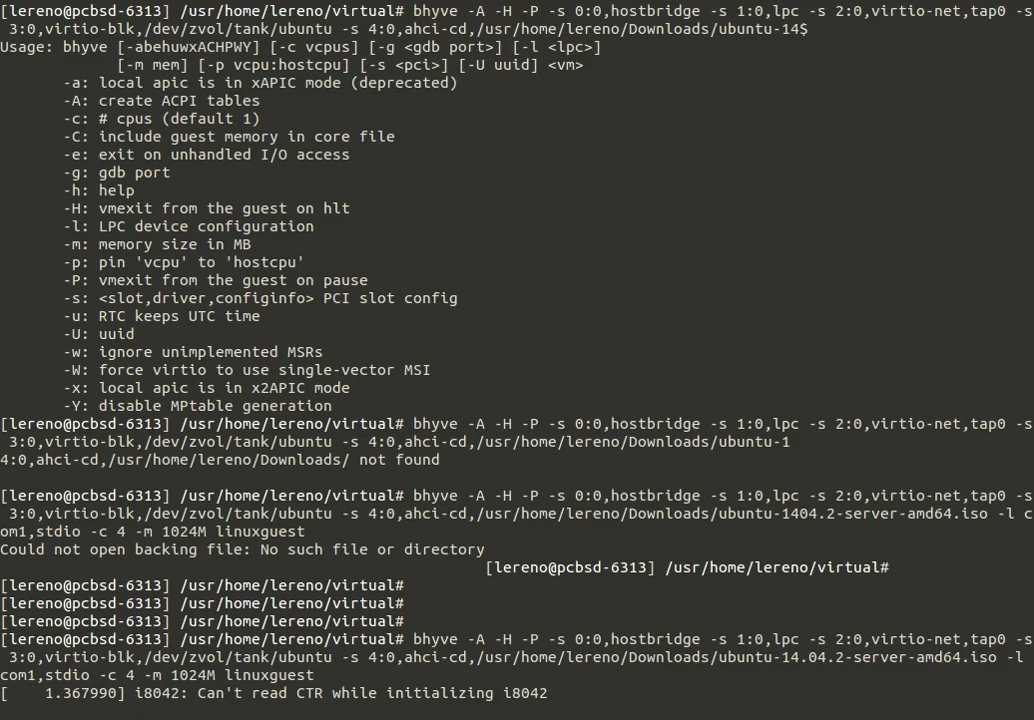 [lereno@pcbsd-6313] /usr/home/lereno/virtual# bhyve -A -H -P -s 0:0,hostbridge -s 1:0,lpc -s 2:0,virtio-net,tap0 -s
3:0,virtio-blk,/dev/zvol/tank/ubuntu -s 4:0,ahci-cd,/usr/home/lereno/Downloads/ubuntu-14$
Usage: bhyve [-abehuwxACHPWY] [-c vcpus] [-g <gdb port>] [-l <lpc>]
[-m mem] [-p vcpu:hostcpu] [-s <pci>] [-U uuid] <vm>
-a: local apic is in xAPIC mode (deprecated)
-A: create ACPI tables
-c: # cpus (default 1)
-C: include guest memory in core file
-e: exit on unhandled I/O access
-g: gdb port
-h: help
-H: vmexit from the guest on hlt
-l: LPC device configuration
-m: memory size in MB
-p: pin 'vcpu' to 'hostcpu'
-P: vmexit from the guest on pause
-s: <slot,driver,configinfo> PCI slot config
-u: RTC keeps UTC time
-U: uuid
-w: ignore unimplemented MSRs
-W: force virtio to use single-vector MSI
-x: local apic is in x2APIC mode
-Y: disable MPtable generation
[lereno@pcbsd-6313] /usr/home/lereno/virtual# bhyve -A -H -P -s 0:0,hostbridge -s 1:0,lpc -s 2:0,virtio-net,tap0 -s
3:0,virtio-blk,/dev/zvol/tank/ubuntu -s 4:0,ahci-cd,/usr/home/lereno/Downloads/ubuntu-1
4:0,ahci-cd,/usr/home/lereno/Downloads/ not found
[lereno@pcbsd-6313] /usr/home/lereno/virtual# bhyve -A -H -P -s 0:0,hostbridge -s 1:0,lpc -s 2:0,virtio-net,tap0 -s
3:0,virtio-blk,/dev/zvol/tank/ubuntu -s 4:0,ahci-cd,/usr/home/lereno/Downloads/ubuntu-1404.2-server-amd64.iso -l c
om1,stdio -c 4 -m 1024M linuxguest
Could not open backing file: No such file or directory
[lereno@pcbsd-6313] /usr/home/lereno/virtual#
[lereno@pcbsd-6313] /usr/home/lereno/virtual#
[lereno@pcbsd-6313] /usr/home/lereno/virtual#
[lereno@pcbsd-6313] /usr/home/lereno/virtual#
[lereno@pcbsd-6313] /usr/home/lereno/virtual# bhyve -A -H -P -s 0:0,hostbridge -s 1:0,lpc -s 2:0,virtio-net,tap0 -s
3:0,virtio-blk,/dev/zvol/tank/ubuntu -s 4:0,ahci-cd,/usr/home/lereno/Downloads/ubuntu-14.04.2-server-amd64.iso -l
com1,stdio -c 4 -m 1024M linuxguest
[    1.367990] i8042: Can't read CTR while initializing i8042